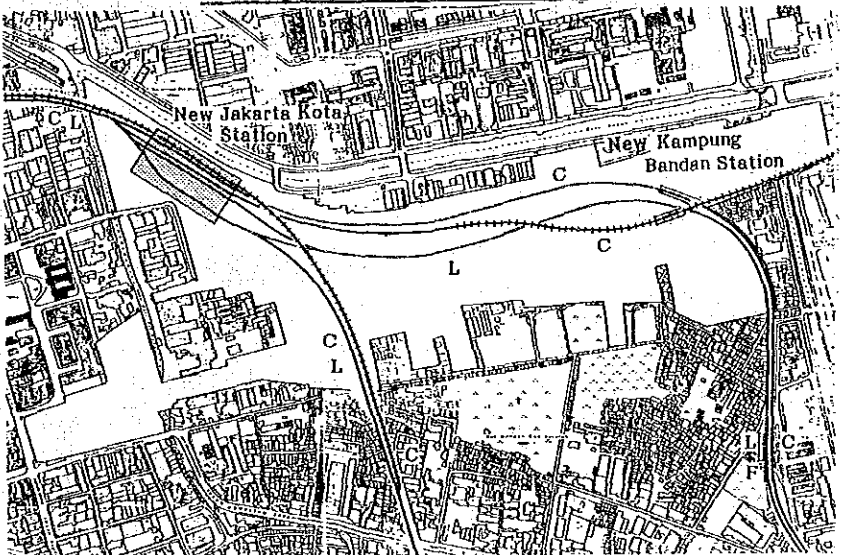 C
L
New Jakarta Kota
Station
New Kampung
Bandan Station
C
C
L
C
L
C
L
F
C